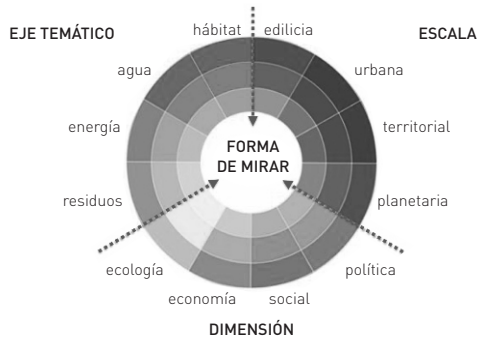 EJE TEMÁTICO
ESCALA
hábitat
edilicia
agua
urbana
energía
territorial
FORMA
DE MIRAR
residuos
planetaria
ecología
política
economía
social
DIMENSIÓN